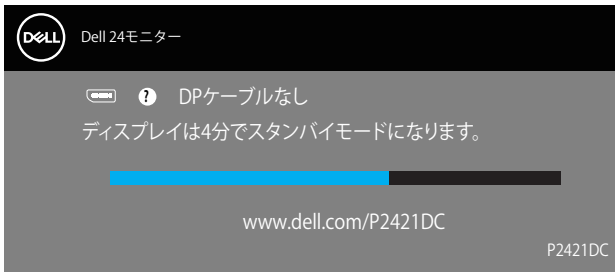 DELL
Dell 24モニター
? DPケーブルなし
ディスプレイは4分でスタンバイモードになります。
www.dell.com/P2421DC
P2421DC